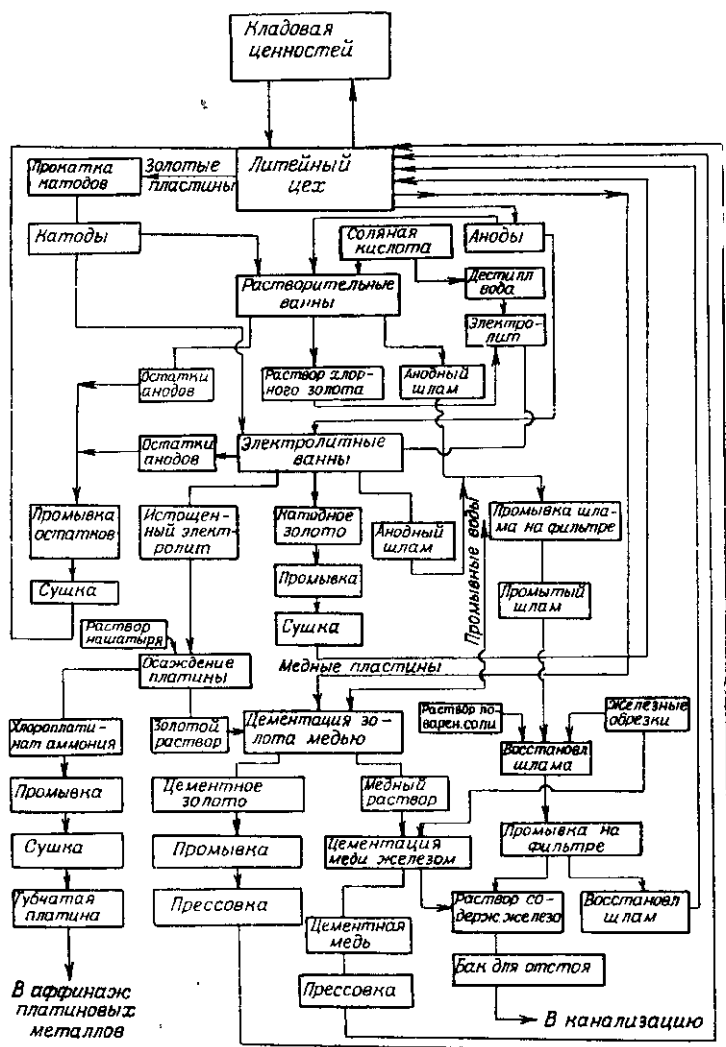 Кладовая
ценностей
Прокатка
катодов
Золотые
пластины
Литейный
цех
Катоды
Соляная
кислота
Аноды
Растворительные
ванны
Дестилл
вода
Электро-
лит
Остатки
анодов
Раствор хлор-
ного золота
Анодный
шлам
Остатки
анодов
Электролитные
ванны
Промывка
остатков
Истощен-
ный элект-
ролит
Катодное
золото
Анодный
шлам
Промывные воды
Промывка шла-
ма на фильтре
Сушка
Промывка
Промытый
шлам
Раствор
нашатыря
Сушка
Медные пластины
Осаждение
платины
Хлороплати-
нат аммония
Золотой
раствор
Цементация зо-
лота медью
Раствор по-
варен.соли
Железные
обрезки
Восстановл
шлама
Промывка
Цементное
золото
Медный
раствор
Сушка
Промывка
Цементация
меди железом
Промывка на
фильтре
Губчатая
платина
Прессовка
Раствор со-
держ железо
Восстановл
шлам
Цементная
медь
В аффинаж
платиновых
металлов
Прессовка
Бак для отстоя
В канализацию